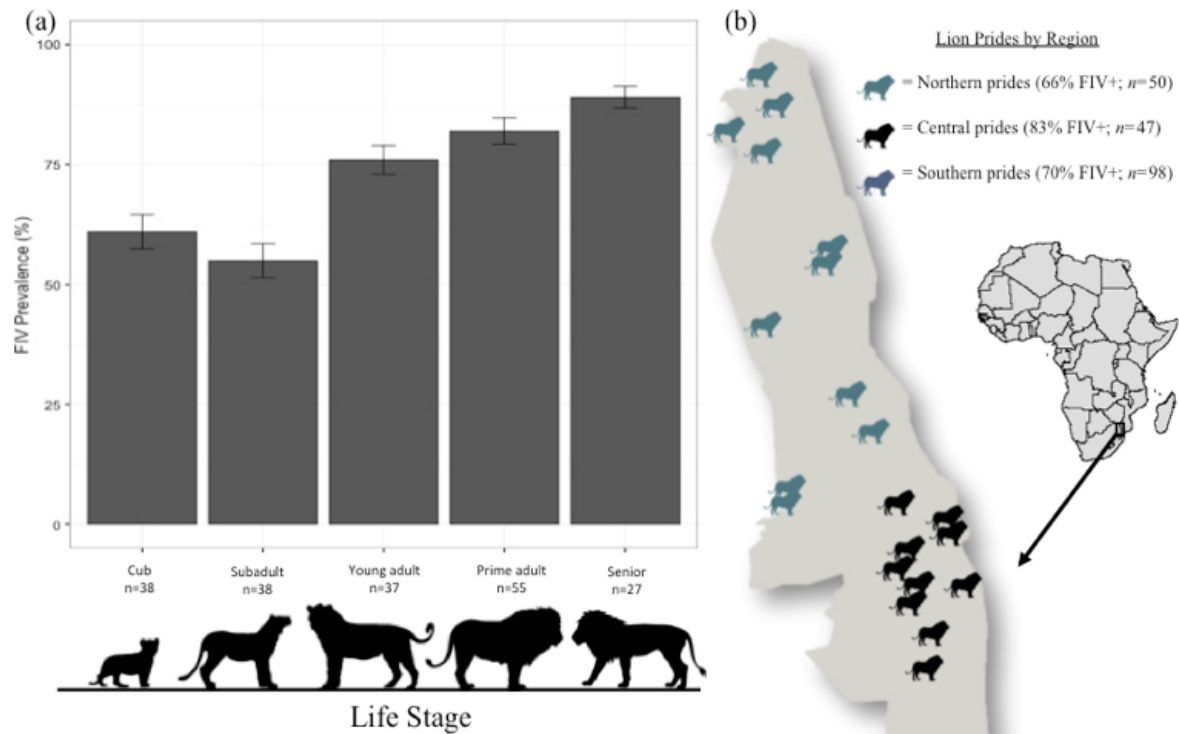 (a)
100
75
50
25
0
FIV Prevalence (%)
Cub
n=38
Subadult
n=38
Young adult
n=37
Prime adult
n=55
Senior
n=27
Life Stage
(b)
Lion Prides by Region
= Northern prides (66% FIV+; n=50)
= Central prides (83% FIV+; n=47)
= Southern prides (70% FIV+; n=98)